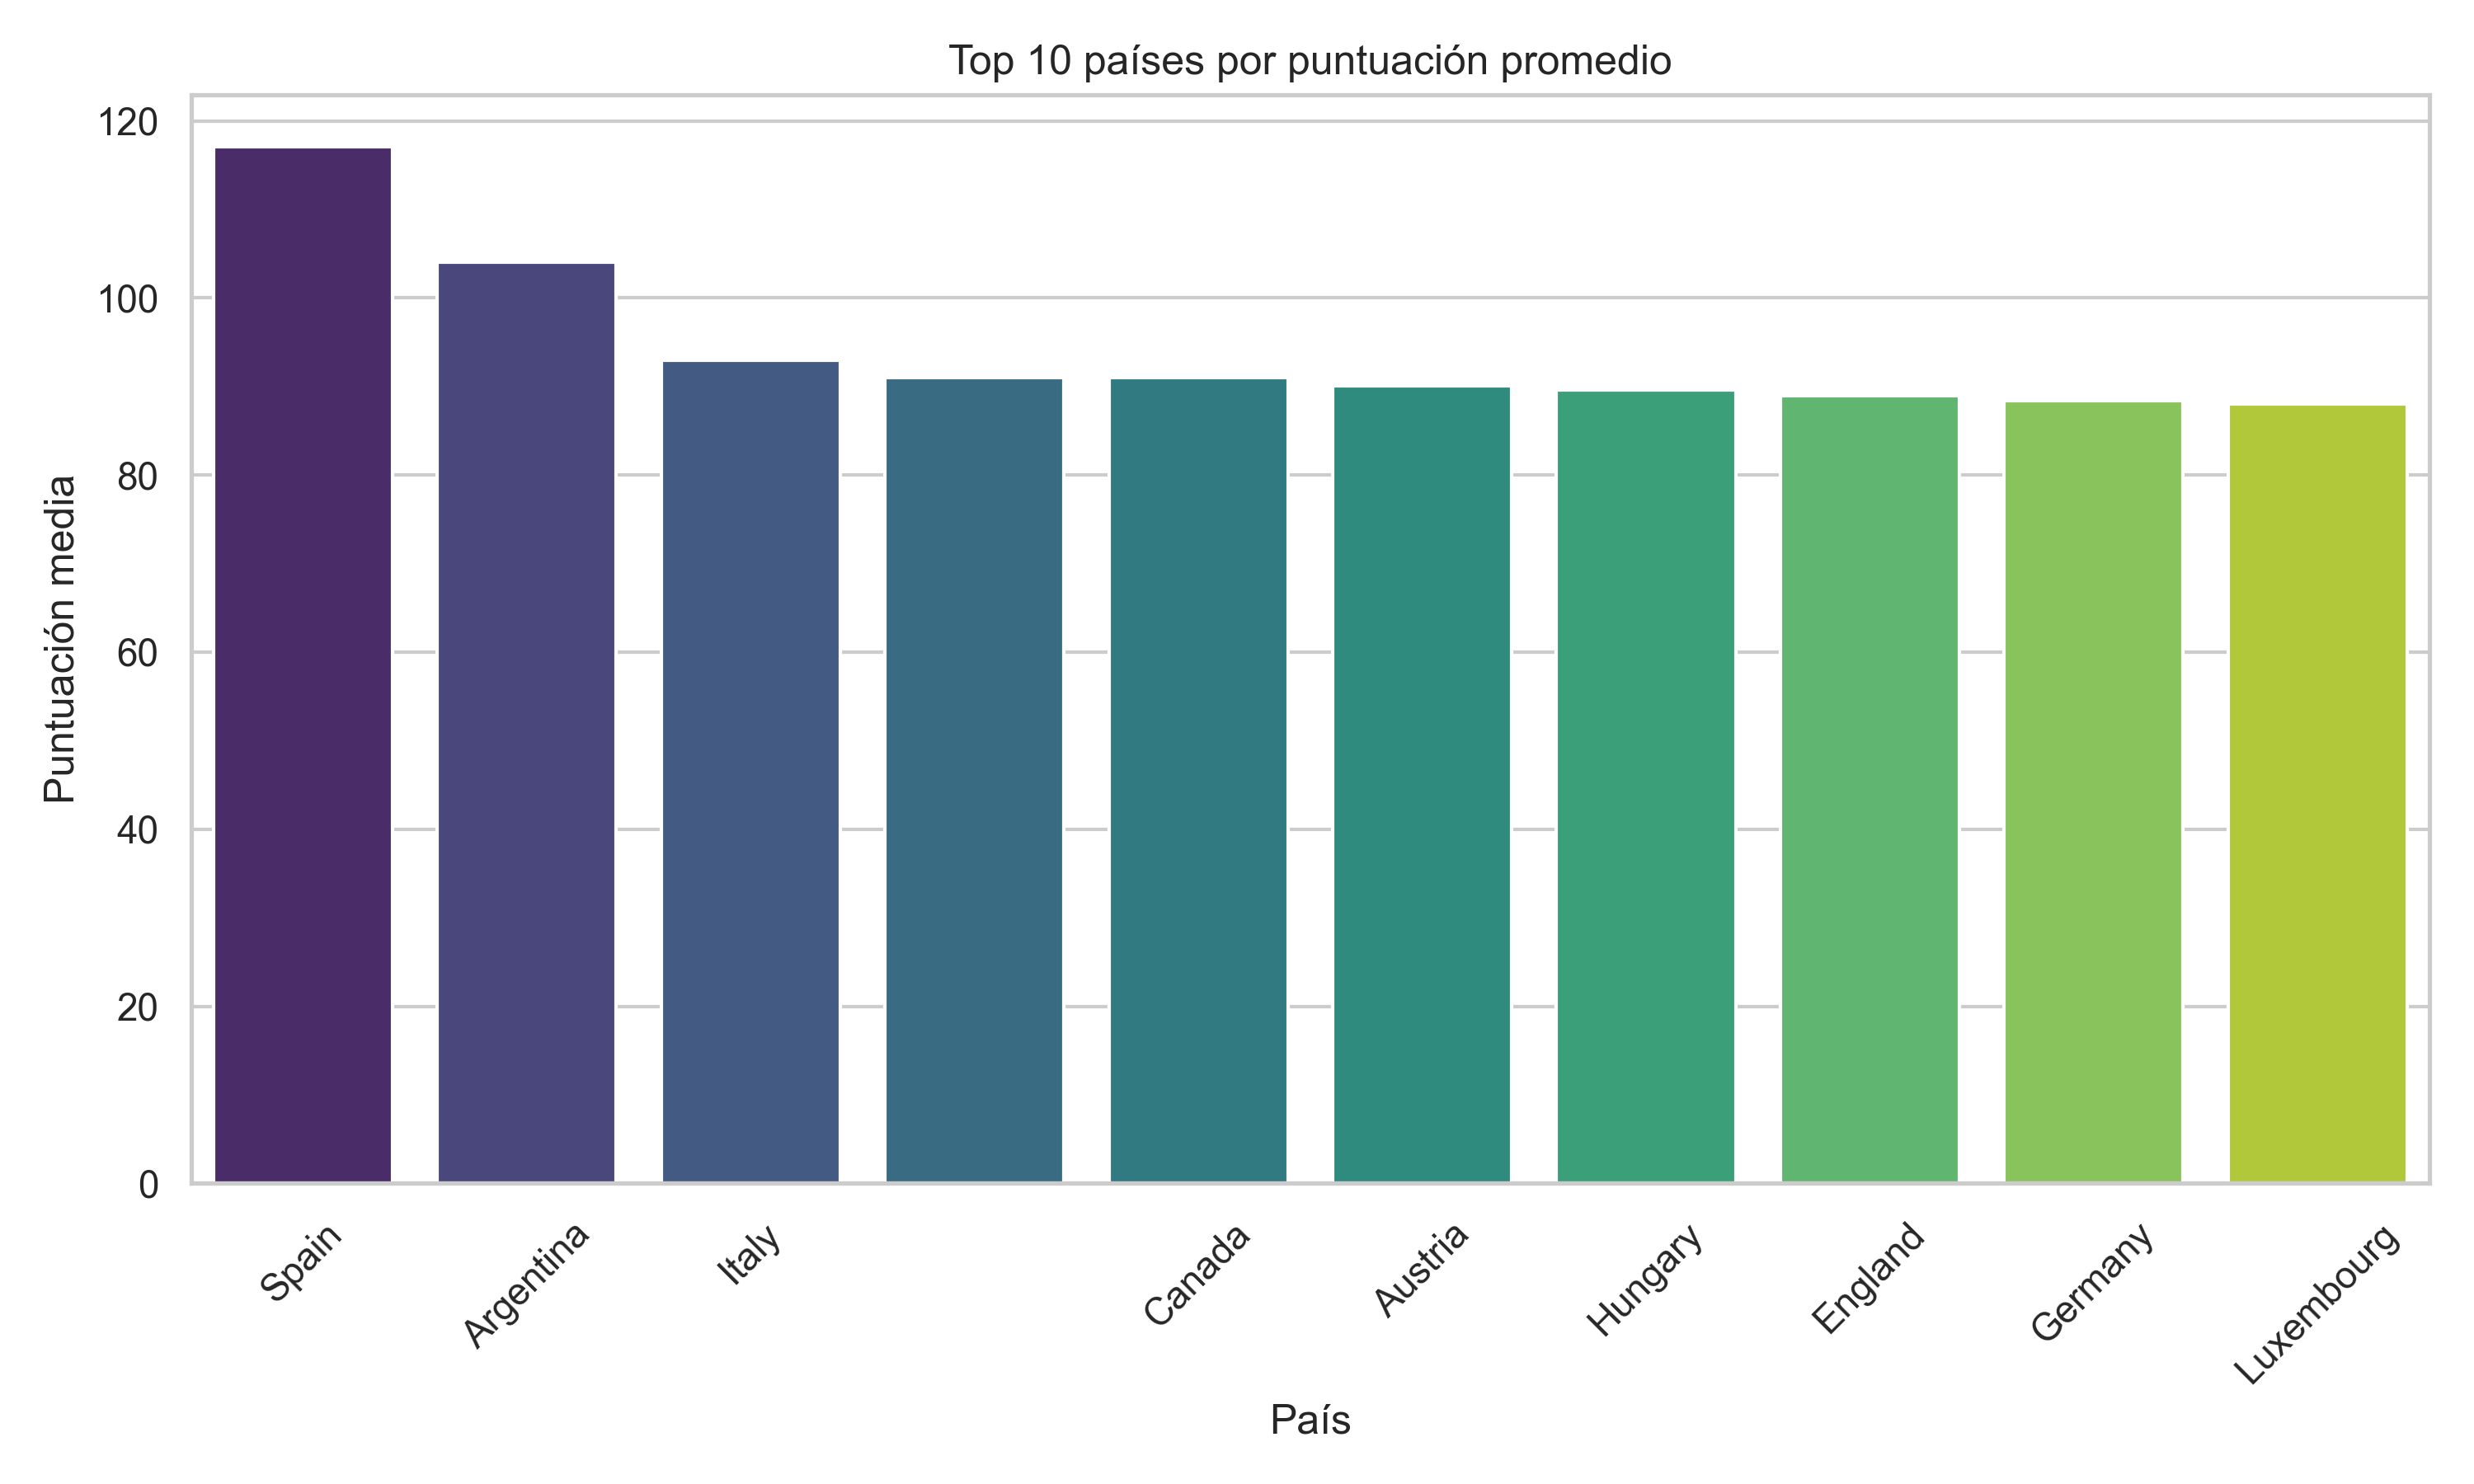 Top 10 países por puntuación promedio
120
100
80
60
40
20
0
Puntuación media
Spain
Argentina
Italy
Canada
Austria
Hungary
England
Germany
Luxembourg
País